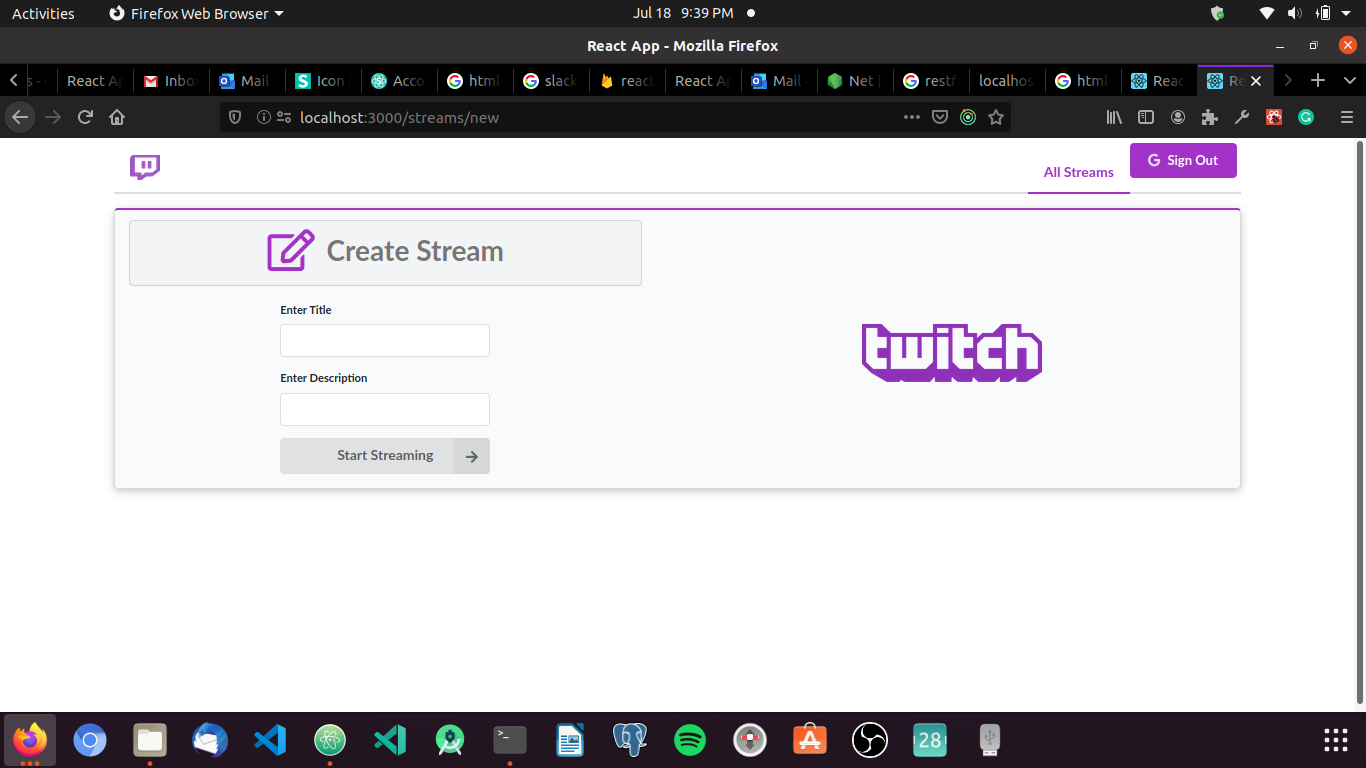 Activities
Firefox Web Browser
Jul 18 9:39 PM
React App - Mozilla Firefox
React Ap
Inbo
Mail
Icon
Acco
html
slack
react
React Ap
Mail
Net
restf
localhos
html
Reac
Re
localhost:3000/streams/new
All Streams
G Sign Out
Create Stream
Enter Title
twitch
Enter Description
Start Streaming
>_
28